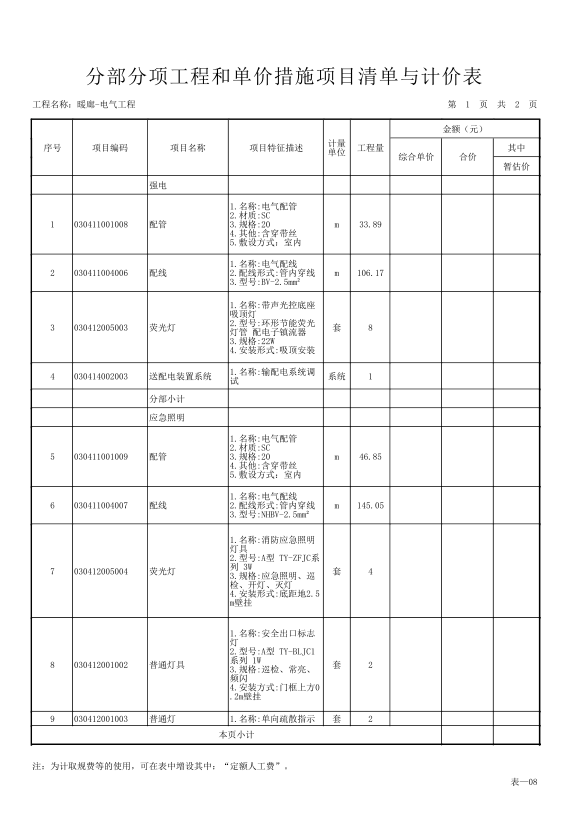 分部分项工程和单价措施项目清单与计价表
工程名称: 暖廊-电气工程
第 1 页 共 2 页
序号 项目编码 项目名称 项目特征描述 计量单位 工程量 金额（元）
综合单价 合价 其中
暂估价
强电
1 030411001008 配管 1.名称:电气配管
2.材质:SC
3.规格:20
4.其他:含穿带丝
5.敷设方式: 室内
m 33.89
2 030411004006 配线 1.名称:电气配线
2.配线形式:管内穿线
3.型号:BV-2.5mm²
m 106.17
3 030412005003 荧光灯 1.名称:带声光控底座
吸顶灯
2.型号:环形节能荧光
灯管 配电子镇流器
3.规格:22W
4.安装形式:吸顶安装
套 8
4 030414002003 送配电装置系统 1.名称:输配电系统调
试
系统 1
分部小计
应急照明
5 030411001009 配管 1.名称:电气配管
2.材质:SC
3.规格:20
4.其他:含穿带丝
5.敷设方式: 室内
m 46.85
6 030411004007 配线 1.名称:电气配线
2.配线形式:管内穿线
3.型号:NHBV-2.5mm²
m 145.05
7 030412005004 荧光灯 1.名称:消防应急照明
灯具
2.型号:A型 TY-ZFJC系
列 3W
3.规格:应急照明、巡
检、开灯、灭灯
4.安装形式:底距地2.5
m壁挂
套 4
8 030412001002 普通灯具 1.名称:安全出口标志
灯
2.型号:A型 TY-BLJC1
系列 1W
3.规格:巡检、常亮、
频闪
4.安装方式:门框上方0
.2m壁挂
套 2
9 030412001003 普通灯 1.名称:单向疏散指示 套 2
本页小计
注: 为计取规费等的使用，可在表中增设其中: “定额人工费”。
表—08